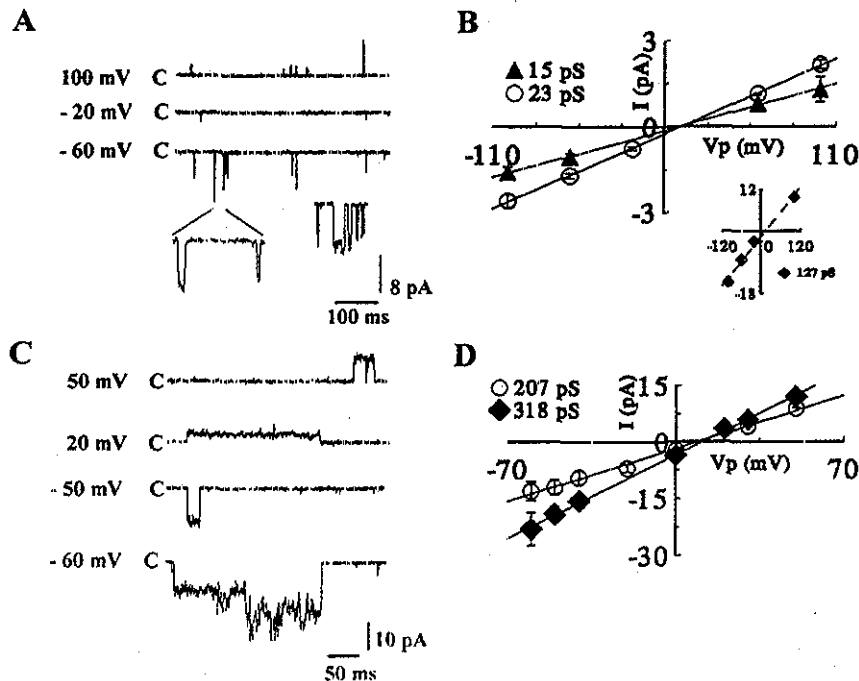 A
100 mV C
- 20 mV C
- 60 mV C
8 pA
100 ms
B
15 pS
23 pS
I (pA)
3
0
-3
-110
110
Vp (mV)
12
-120
0
120
-18
127 pS
C
50 mV C
20 mV C
- 50 mV C
- 60 mV C
10 pA
50 ms
D
207 pS
318 pS
I (pA)
15
0
-15
-30
-70
70
Vp (mV)